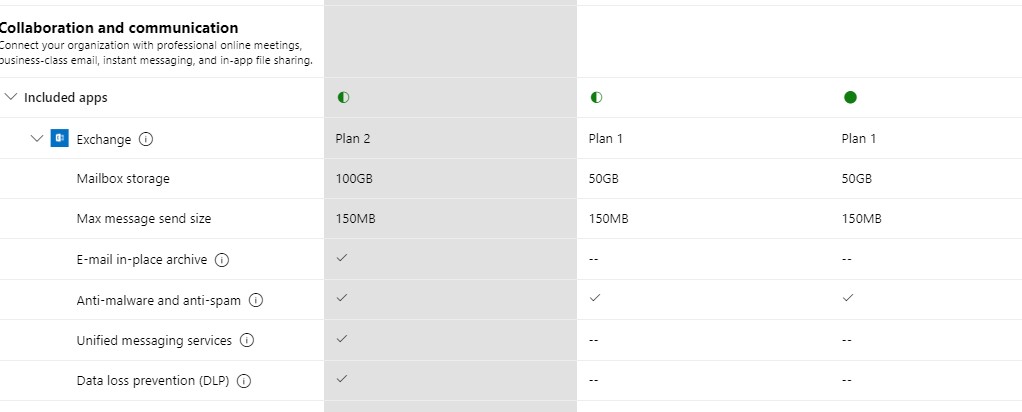 Collaboration and communication
Connect your organization with professional online meetings,
business-class email, instant messaging, and in-app file sharing.
Included apps
Exchange Plan 2 Plan 1 Plan 1
Mailbox storage 100GB 50GB 50GB
Max message send size 150MB 150MB 150MB
E-mail in-place archive -- --
Anti-malware and anti-spam
Unified messaging services -- --
Data loss prevention (DLP) -- --